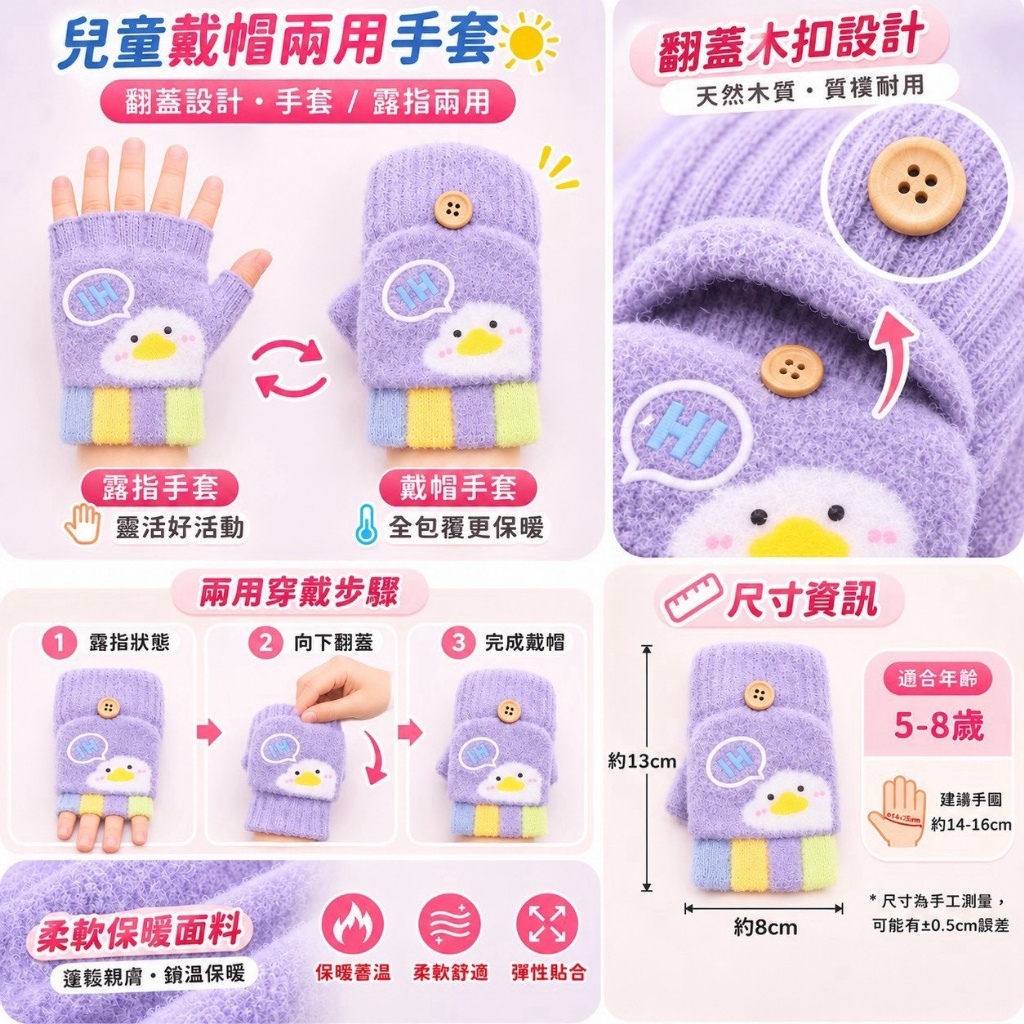 兒童戴帽兩用手套
翻蓋設計・手套 / 露指兩用
HI
HI
露指手套
靈活好活動
戴帽手套
全包覆更保暖
翻蓋木扣設計
天然木質・質樸耐用
HI
兩用穿戴步驟
1 露指狀態
2 向下翻蓋
3 完成戴帽
HI
HI
HI
柔軟保暖面料
親膚・鎖溫保暖
保暖蓄溫
柔軟舒適
彈性貼合
尺寸資訊
約13cm
HI
約8cm
適合年齡
5-8歲
建議手圍
約14-16cm
* 尺寸為手工測量，
可能有±0.5cm誤差